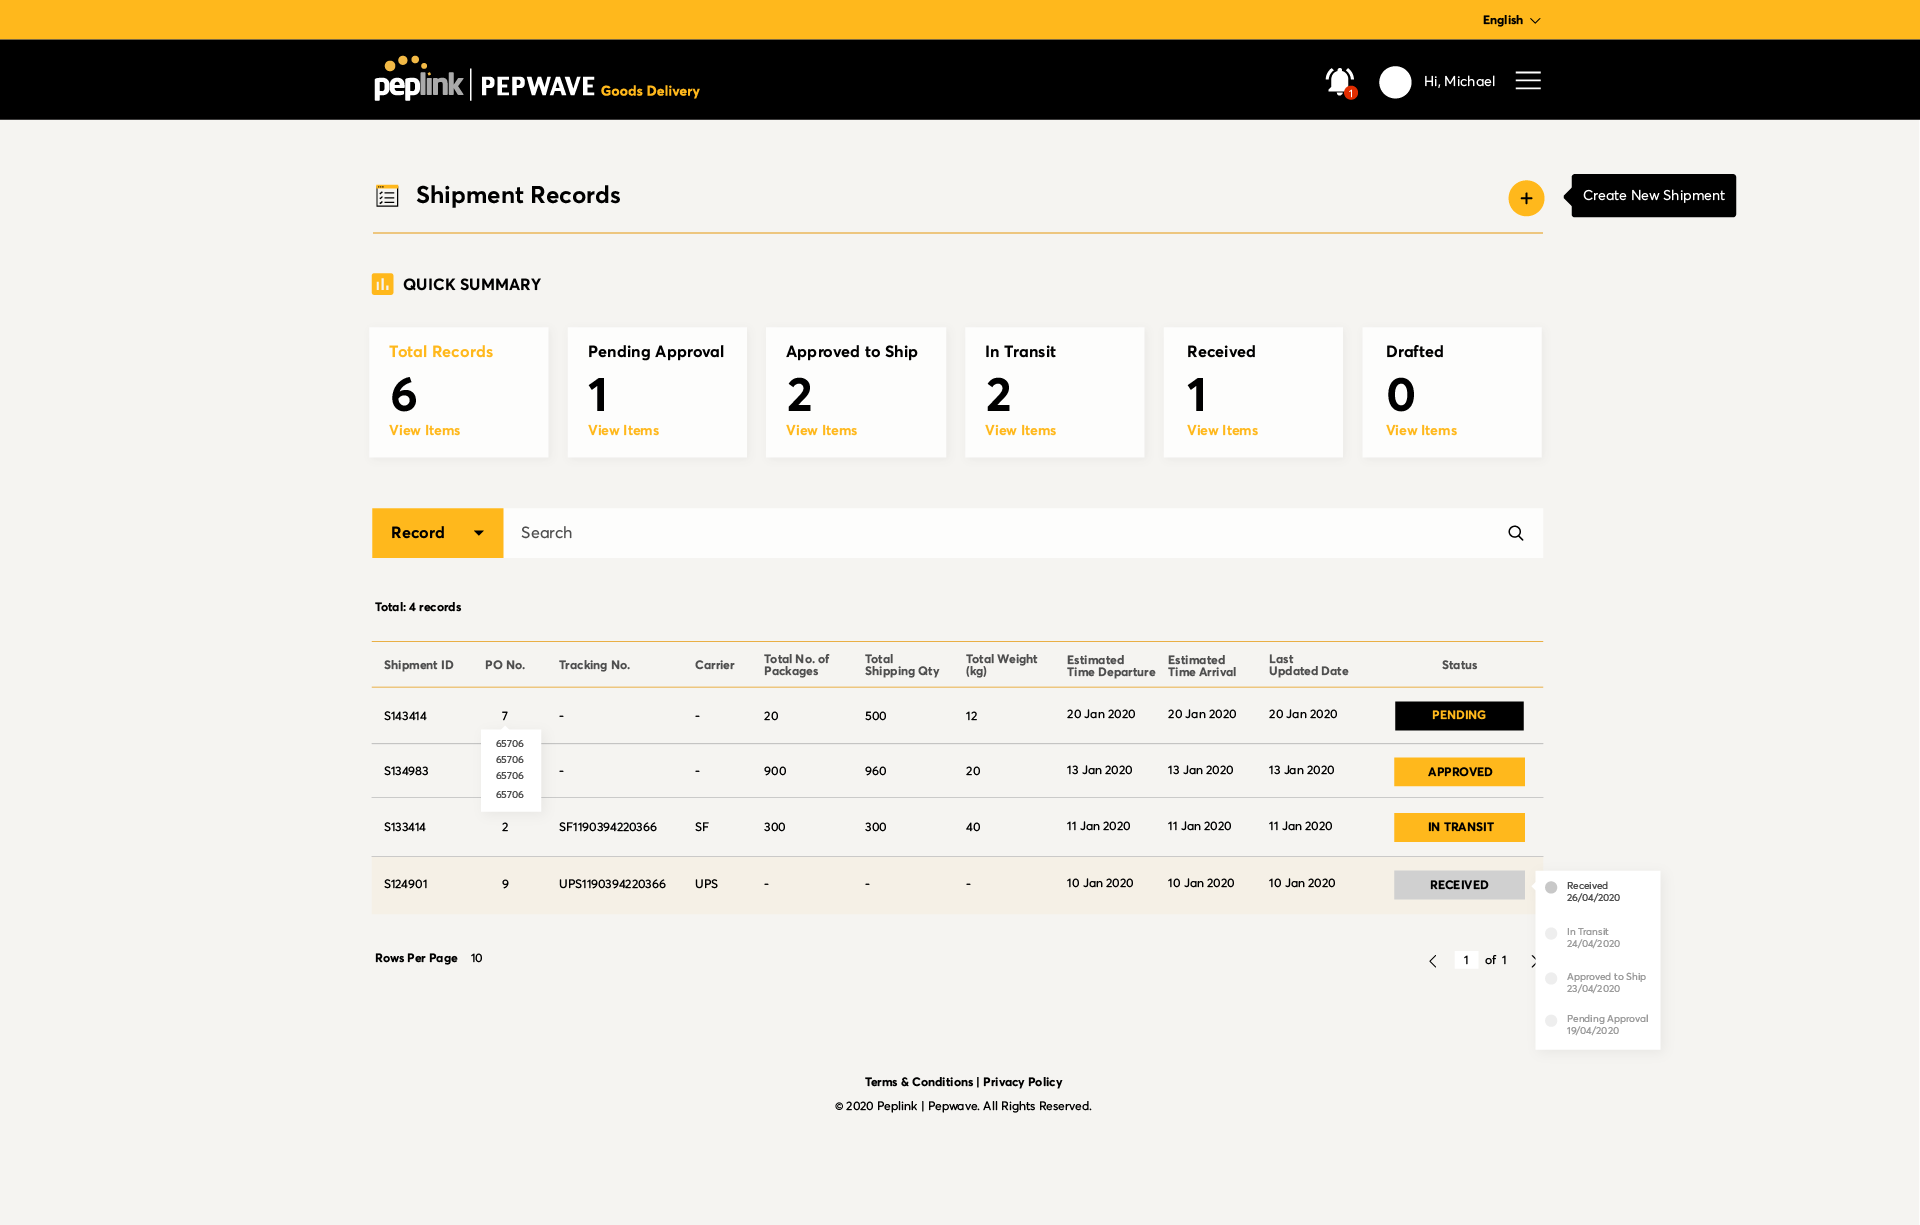 English
peplink | PEPWAVE Goods Delivery
1
Hi, Michael
Shipment Records
+
Create New Shipment
QUICK SUMMARY
Total Records
6
View Items
Pending Approval
1
View Items
Approved to Ship
2
View Items
In Transit
2
View Items
Received
1
View Items
Drafted
0
View Items
Record
Search
Total: 4 records
Shipment ID PO No. Tracking No. Carrier Total No. of Packages Total Shipping Qty Total Weight (kg) Estimated Time Departure Estimated Time Arrival Last Updated Date Status
S143414 7 - - 20 500 12 20 Jan 2020 20 Jan 2020 20 Jan 2020 PENDING
65706
65706
65706
65706
S134983 - - 900 960 20 13 Jan 2020 13 Jan 2020 13 Jan 2020 APPROVED
S133414 2 SF1190394220366 SF 300 300 40 11 Jan 2020 11 Jan 2020 11 Jan 2020 IN TRANSIT
S124901 9 UPS1190394220366 UPS - - - 10 Jan 2020 10 Jan 2020 10 Jan 2020 RECEIVED
Received
26/04/2020
In Transit
24/04/2020
Approved to Ship
23/04/2020
Pending Approval
19/04/2020
Rows Per Page 10
1 of 1
Terms & Conditions | Privacy Policy
© 2020 Peplink | Pepwave. All Rights Reserved.